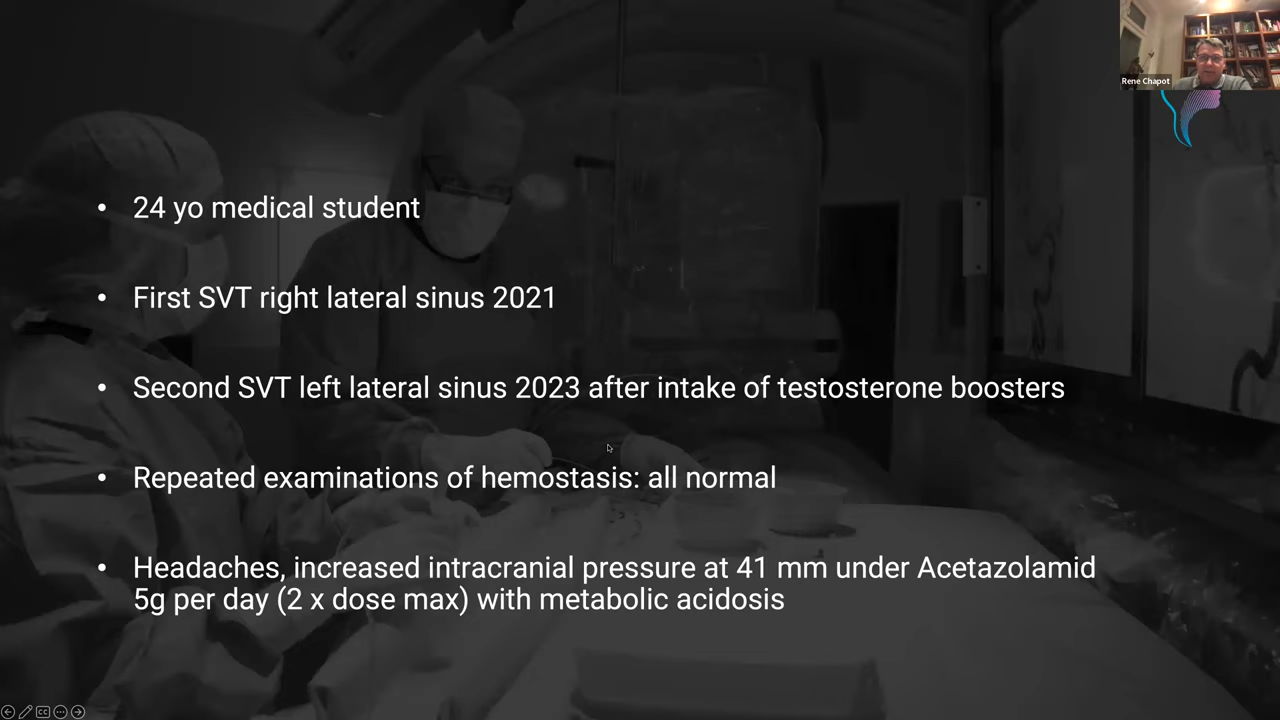 Rene Chapot
• 24 yo medical student
• First SVT right lateral sinus 2021
• Second SVT left lateral sinus 2023 after intake of testosterone boosters
• Repeated examinations of hemostasis: all normal
• Headaches, increased intracranial pressure at 41 mm under Acetazolamid
5g per day (2 x dose max) with metabolic acidosis
CC